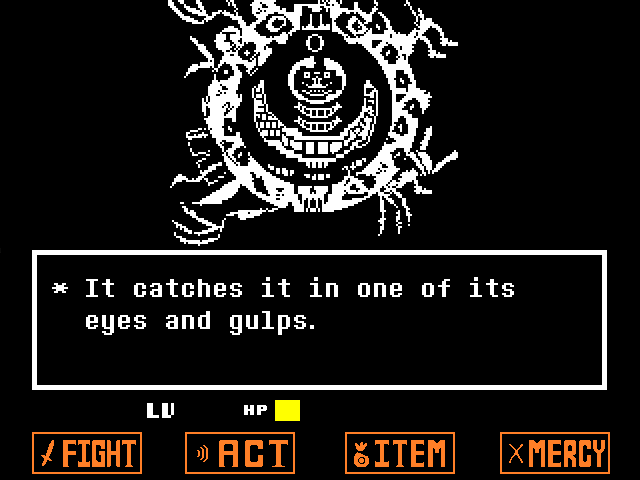 * It catches it in one of its
eyes and gulps.
LV HP
FIGHT ACT ITEM MERCY